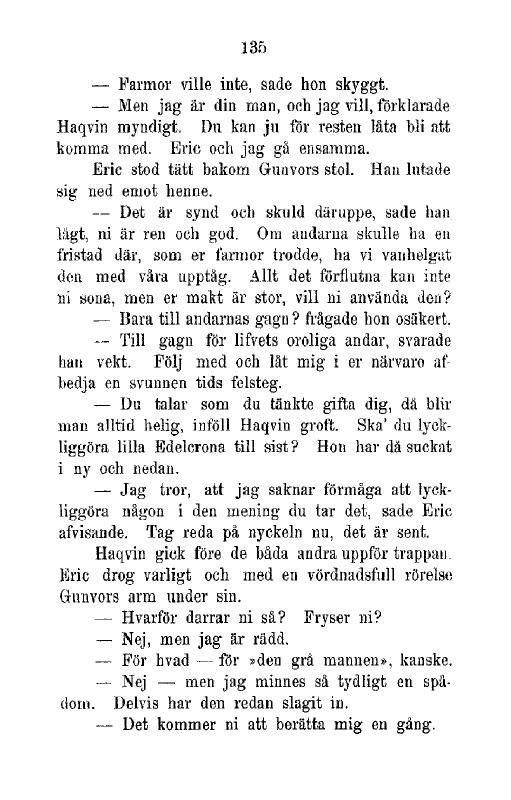 135
— Farmor ville inte, sade hon skyggt.
— Men jag är din man, och jag vill, förklarade
Haqvin myndigt. Du kan ju för resten låta bli att
komma med. Eric och jag gå ensamma.
Eric stod tätt bakom Gunvors stol. Han lutade
sig ned emot henne.
— Det är synd och skuld däruppe, sade han
lågt, ni är ren och god. Om andarna skulle ha en
fristad där, som er farmor trodde, ha vi vanhelgat
den med våra upptåg. Allt det förflutna kan inte
ni sona, men er makt är stor, vill ni använda den?
— Bara till andarnas gagn? frågade hon osäkert.
— Till gagn för lifvets oroliga andar, svarade
han vekt. Följ med och låt mig i er närvaro af-
bedja en svunnen tids felsteg.
— Du talar som du tänkte gifta dig, då blir
man alltid helig, inföll Haqvin groft. Ska' du lyck-
liggöra lilla Edelcrona till sist? Hon har då suckat
i ny och nedan.
— Jag tror, att jag saknar förmåga att lyck-
liggöra någon i den mening du tar det, sade Eric
afvisande. Tag reda på nyckeln nu, det är sent.
Haqvin gick före de båda andra uppför trappan.
Eric drog varligt och med en vördnadsfull rörelse
Gunvors arm under sin.
— Hvarför darrar ni så? Fryser ni?
— Nej, men jag är rädd.
— För hvad — för »den grå mannen», kanske.
— Nej — men jag minnes så tydligt en spå-
dom. Delvis har den redan slagit in.
— Det kommer ni att berätta mig en gång.